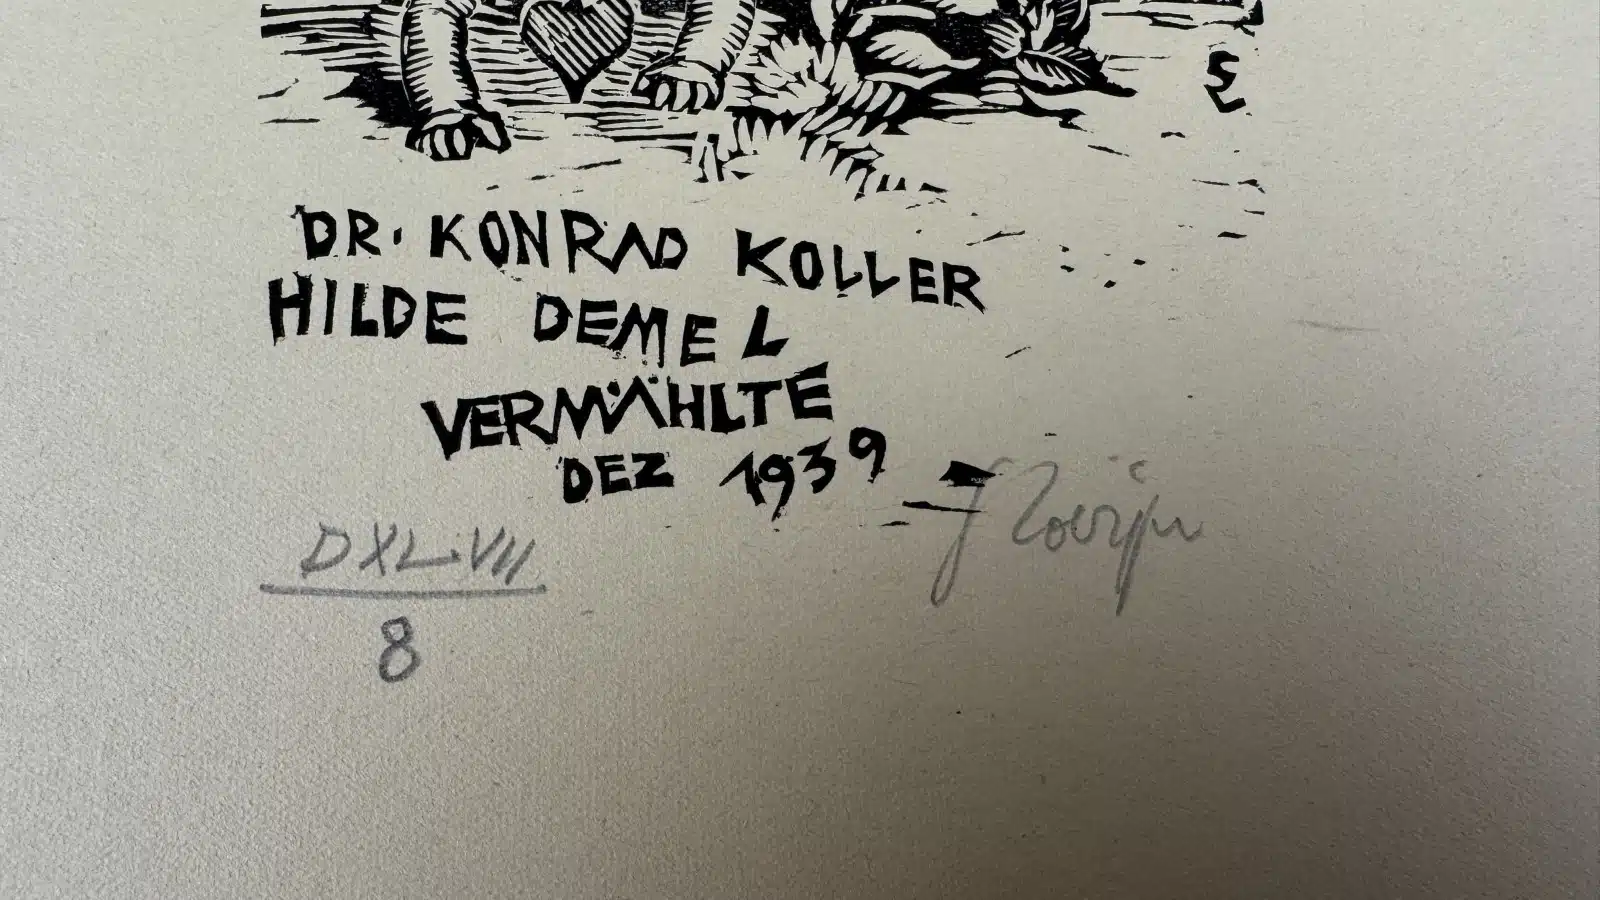 DR. KONRAD KOLLER
HILDE DEMEL
VERMÄHLTE
DEZ 1939
DXLVII
8